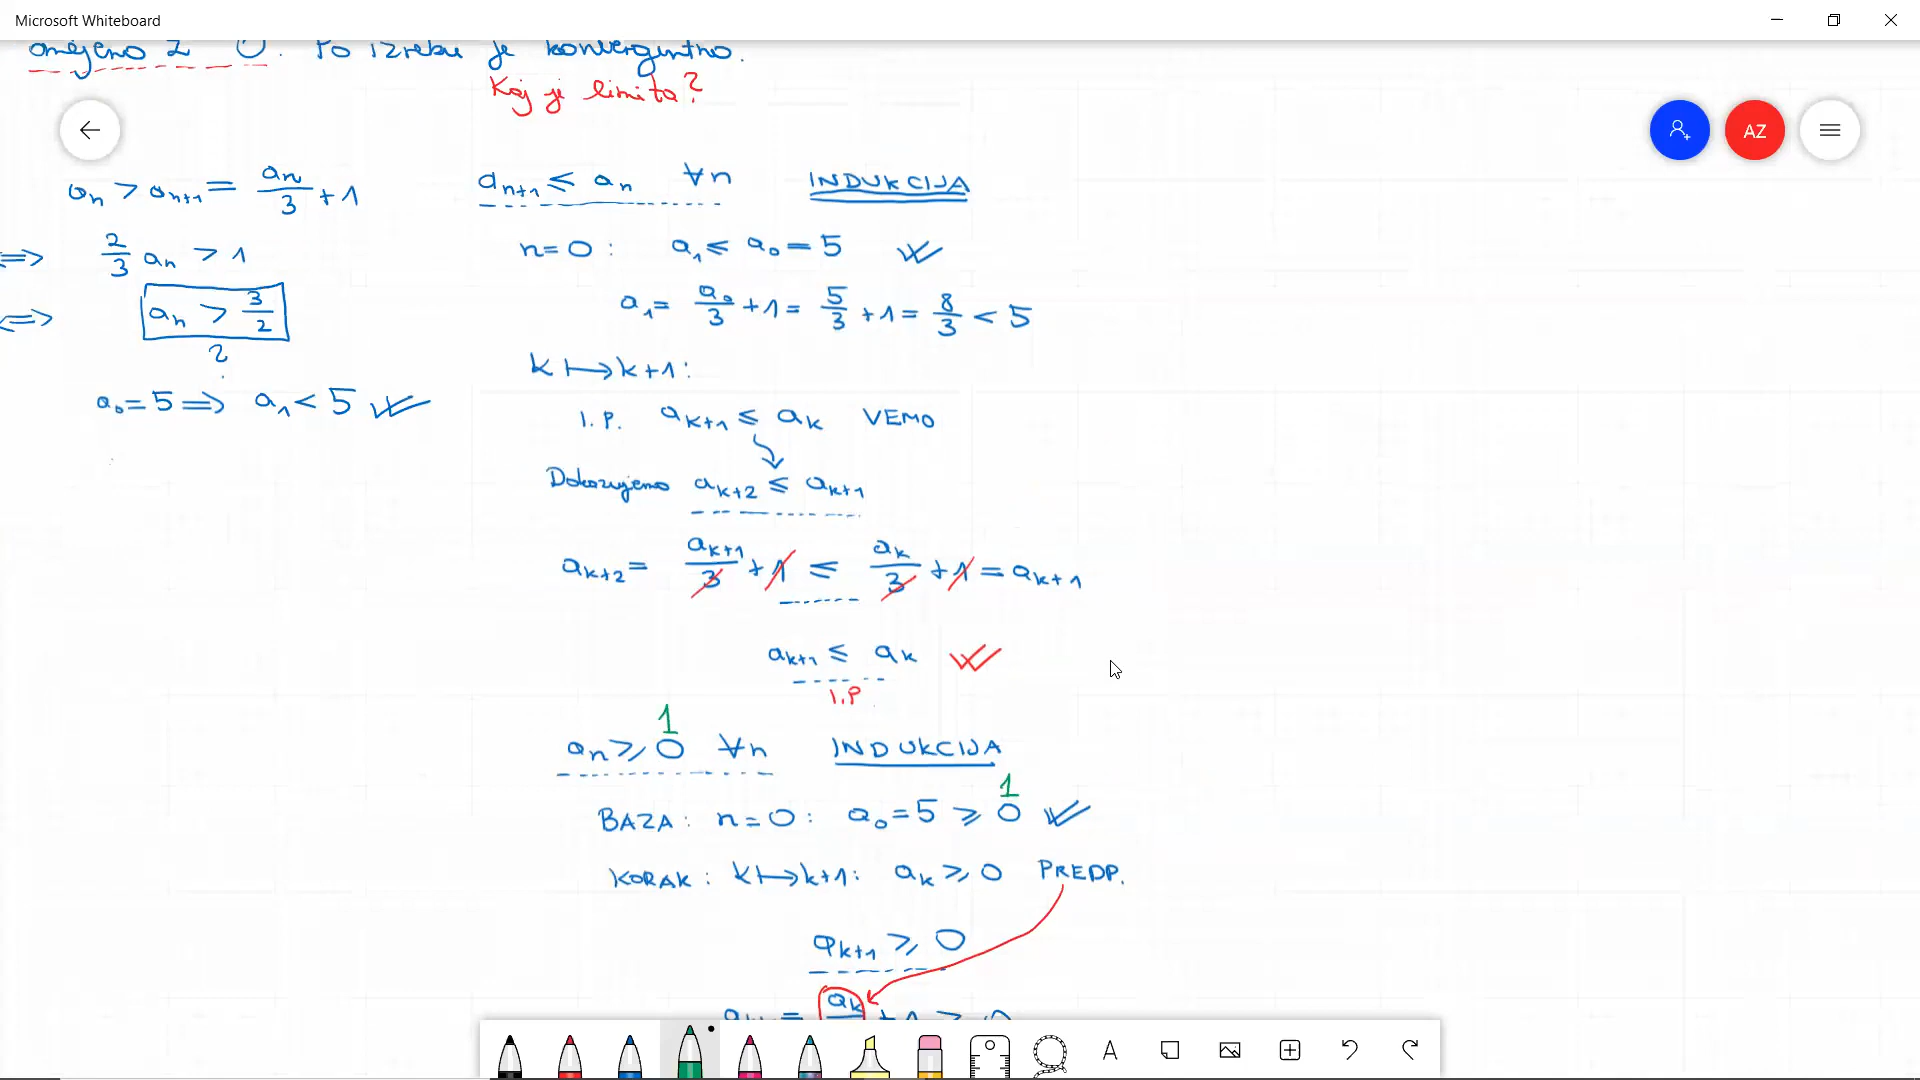 Microsoft Whiteboard
omejeno z 0. Po izreku je konvergentno.
Kaj je limita?
AZ
aₙ > aₙ₊₁ = aₙ/3 + 1
⇔ 2/3 aₙ > 1
⇔ aₙ > 3/2
?
a₀ = 5 ⇒ a₁ < 5 ✓
aₙ₊₁ ≤ aₙ ∀n INDUKCIJA
n = 0 : a₁ ≤ a₀ = 5 ✓
a₁ = a₀/3 + 1 = 5/3 + 1 = 8/3 < 5
k ↦ k+1 :
I.P. aₖ₊₁ ≤ aₖ VEMO
Dokazujemo aₖ₊₂ ≤ aₖ₊₁
aₖ₊₂ = aₖ₊₁/3 + 1 ≤ aₖ/3 + 1 = aₖ₊₁
aₖ₊₁ ≤ aₖ ✓
I.P
1
aₙ ≥ 0 ∀n INDUKCIJA
1
BAZA : n = 0 : a₀ = 5 ≥ 0 ✓
KORAK : k ↦ k+1 : aₖ ≥ 0 PREDP.
aₖ₊₁ ≥ 0
aₖ